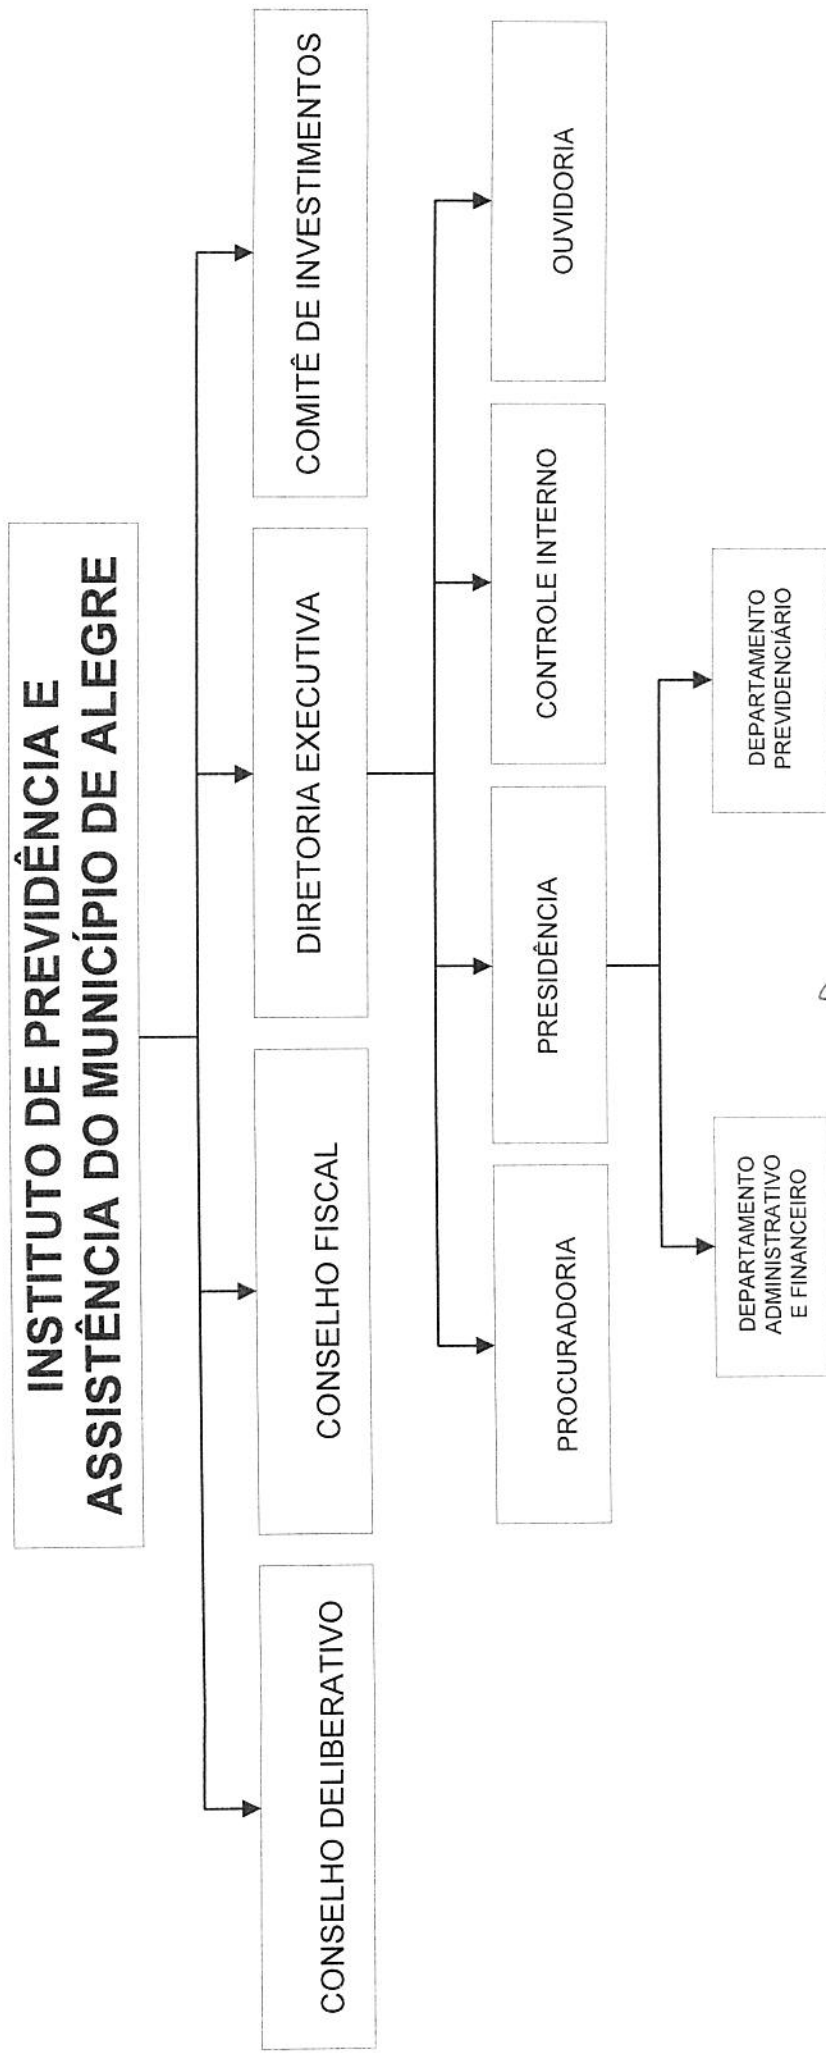 INSTITUTO DE PREVIDÊNCIA E
ASSISTÊNCIA DO MUNICÍPIO DE ALEGRE
CONSELHO DELIBERATIVO
CONSELHO FISCAL
DIRETORIA EXECUTIVA
COMITÊ DE INVESTIMENTOS
PROCURADORIA
PRESIDÊNCIA
CONTROLE INTERNO
OUVIDORIA
DEPARTAMENTO
ADMINISTRATIVO
E FINANCEIRO
DEPARTAMENTO
PREVIDENCIÁRIO